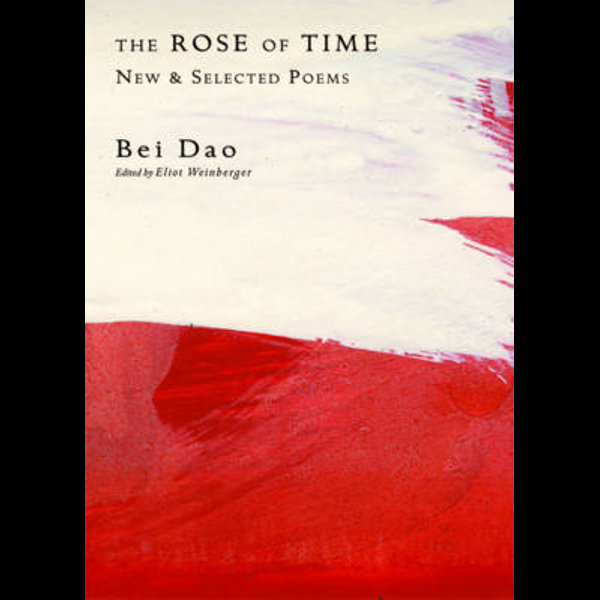 THE ROSE OF TIME
NEW & SELECTED POEMS
Bei Dao
Edited by Eliot Weinberger